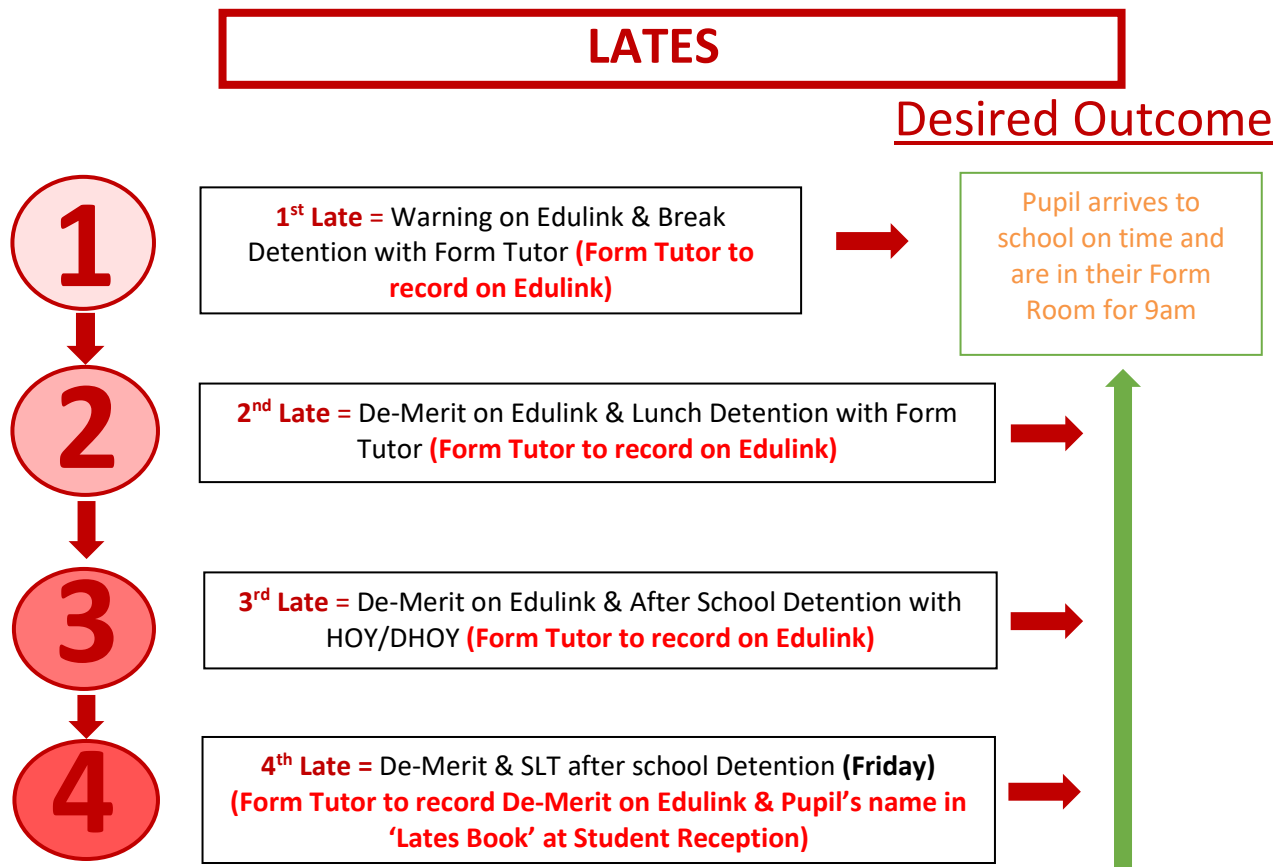 LATES
Desired Outcome
1
1st Late = Warning on Edulink & Break
Detention with Form Tutor (Form Tutor to
record on Edulink)
Pupil arrives to
school on time and
are in their Form
Room for 9am
2
2nd Late = De-Merit on Edulink & Lunch Detention with Form
Tutor (Form Tutor to record on Edulink)
3
3rd Late = De-Merit on Edulink & After School Detention with
HOY/DHOY (Form Tutor to record on Edulink)
4
4th Late = De-Merit & SLT after school Detention (Friday)
(Form Tutor to record De-Merit on Edulink & Pupil’s name in
‘Lates Book’ at Student Reception)